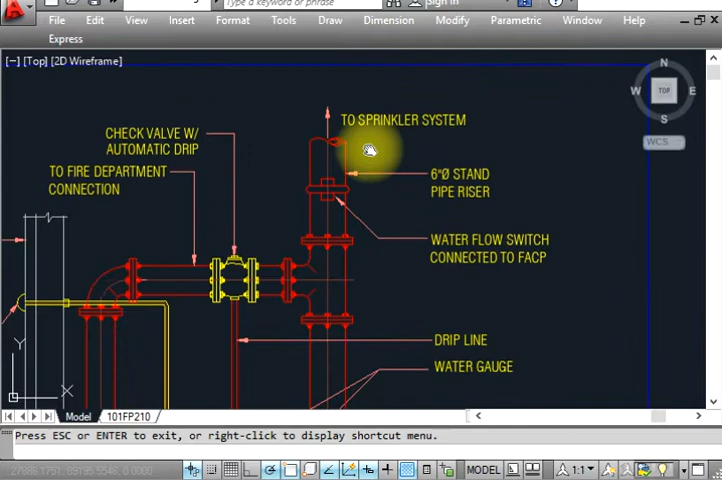 Type a keyword or phrase
Sign In
File Edit View Insert Format Tools Draw Dimension Modify Parametric Window Help
Express
[−] [Top] [2D Wireframe]
N
W TOP E
S
WCS
TO SPRINKLER SYSTEM
CHECK VALVE W/
AUTOMATIC DRIP
TO FIRE DEPARTMENT
CONNECTION
6"Ø STAND
PIPE RISER
WATER FLOW SWITCH
CONNECTED TO FACP
DRIP LINE
WATER GAUGE
Y
X
Model 101FP210
Press ESC or ENTER to exit, or right-click to display shortcut menu.
MODEL 1:1